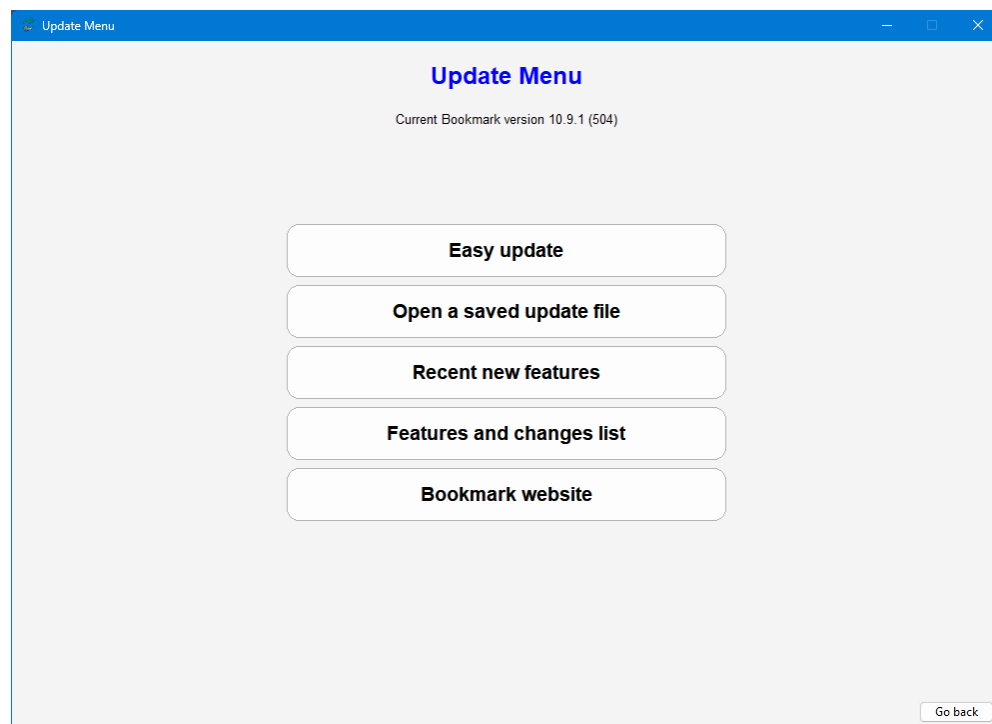 Update Menu
Update Menu
Current Bookmark version 10.9.1 (504)
Easy update
Open a saved update file
Recent new features
Features and changes list
Bookmark website
Go back